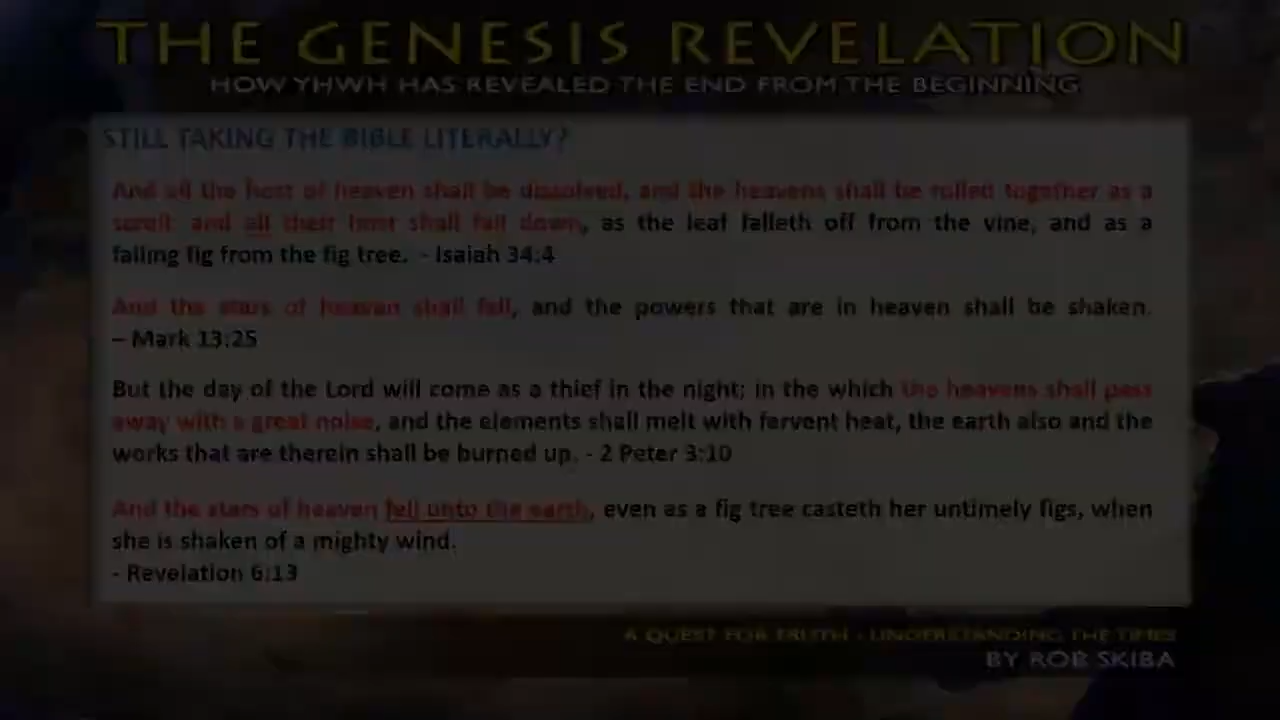 THE GENESIS REVELATION
HOW YHWH HAS REVEALED THE END FROM THE BEGINNING
STILL TAKING THE BIBLE LITERALLY?
And all the host of heaven shall be dissolved, and the heavens shall be rolled together as a
scroll: and all their host shall fall down, as the leaf falleth off from the vine, and as a
falling fig from the fig tree. - Isaiah 34:4
And the stars of heaven shall fall, and the powers that are in heaven shall be shaken.
– Mark 13:25
But the day of the Lord will come as a thief in the night; in the which the heavens shall pass
away with a great noise, and the elements shall melt with fervent heat, the earth also and the
works that are therein shall be burned up. - 2 Peter 3:10
And the stars of heaven fell unto the earth, even as a fig tree casteth her untimely figs, when
she is shaken of a mighty wind.
- Revelation 6:13
A QUEST FOR TRUTH - UNDERSTANDING THE TIMES
BY ROB SKIBA